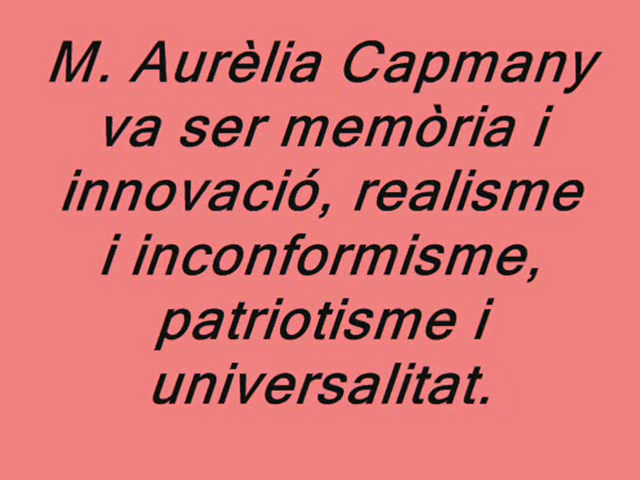 M. Aurèlia Capmany
va ser memòria i
innovació, realisme
i inconformisme,
patriotisme i
universalitat.